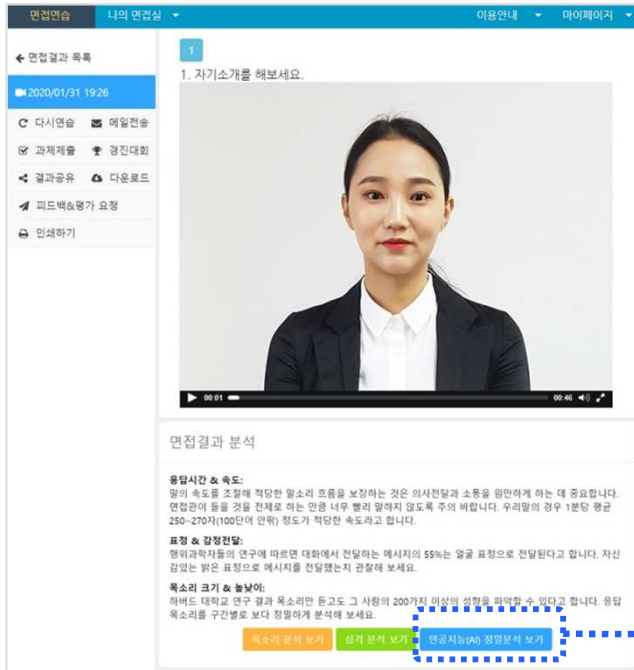 면접연습 나의 면접실 이용안내 마이페이지
면접결과 목록
2020/01/31 19:26
다시연습 메일전송
과제제출 경진대회
결과공유 다운로드
피드백&평가 요청
인쇄하기
1
1. 자기소개를 해보세요.
00:01 00:46
면접결과 분석
응답시간 & 속도:
말의 속도를 조절해 적당한 말소리 흐름을 보장하는 것은 의사전달과 소통을 원만하게 하는 데 중요합니다.
면접관이 들을 것을 전제로 하는 만큼 너무 빨리 말하지 않도록 주의 바랍니다. 우리말의 경우 1분당 평균
250~270자(100단어 안팎) 정도가 적당한 속도라고 합니다.
표정 & 감정전달:
행위과학자들의 연구에 따르면 대화에서 전달하는 메시지의 55%는 얼굴 표정으로 전달된다고 합니다. 자신
감있는 밝은 표정으로 메시지를 전달했는지 관찰해 보세요.
목소리 크기 & 높낮이:
하버드 대학교 연구 결과 목소리만 듣고도 그 사람의 200가지 이상의 성향을 파악할 수 있다고 합니다. 응답
목소리를 구간별로 보다 정밀하게 분석해 보세요.
목소리 분석 보기 성격 분석 보기 인공지능(AI) 정밀분석 보기